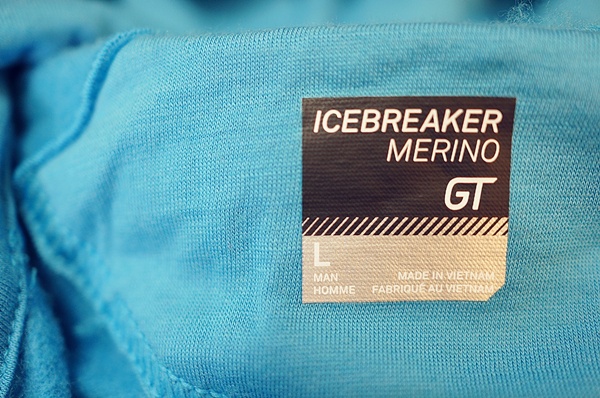 ICEBREAKER
MERINO
GT
L
MAN MADE IN VIETNAM
HOMME FABRIQUÉ AU VIETNAM